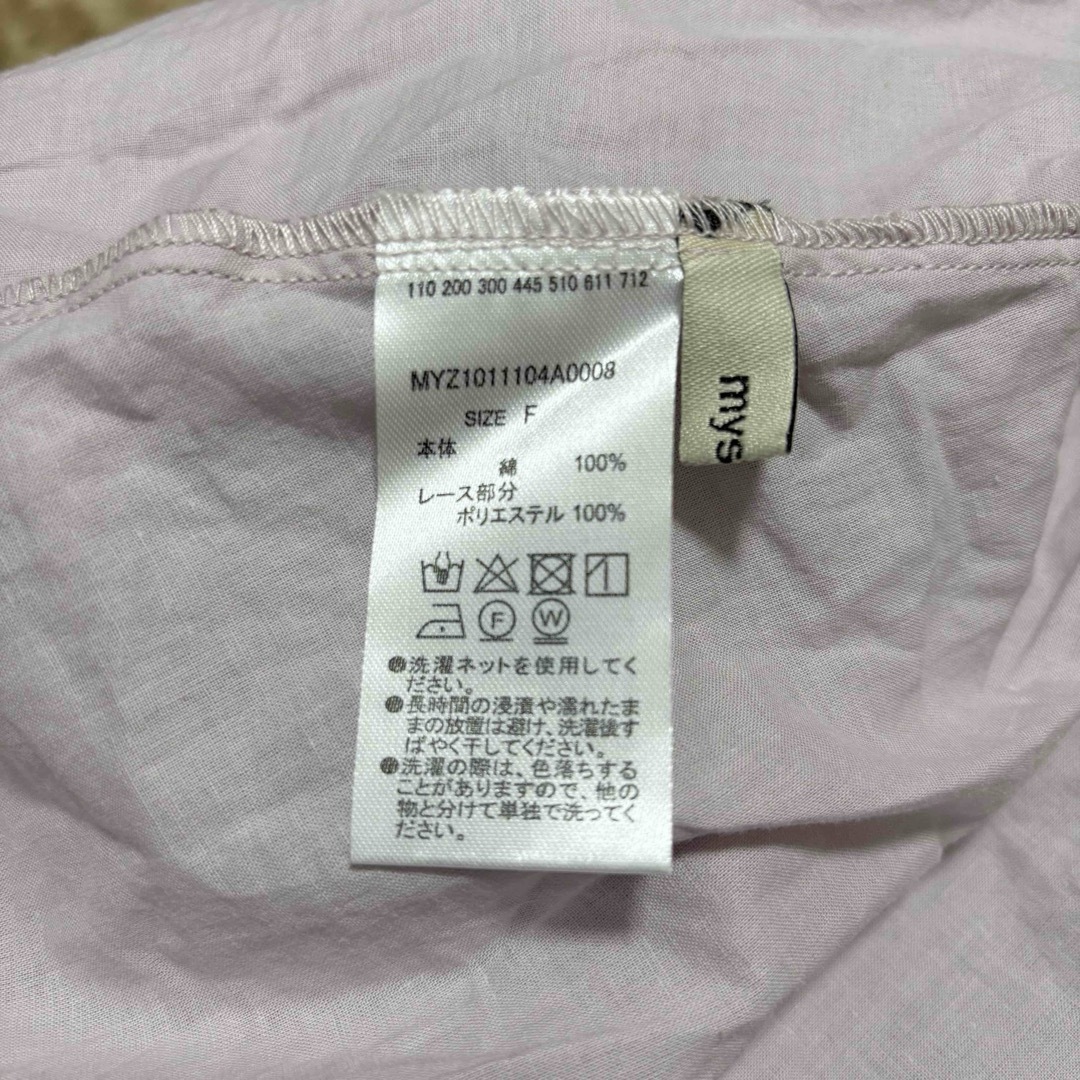 110 200 300 445 510 611 712
MYZ1011104A0008
SIZE F
本体
綿 100%
レース部分
ポリエステル 100%
F W
●洗濯ネットを使用してく
ださい。
●長時間の浸漬や濡れたま
まの放置は避け、洗濯後す
ばやく干してください。
●洗濯の際は、色落ちする
ことがありますので、他の
物と分けて単独で洗ってく
ださい。
mys